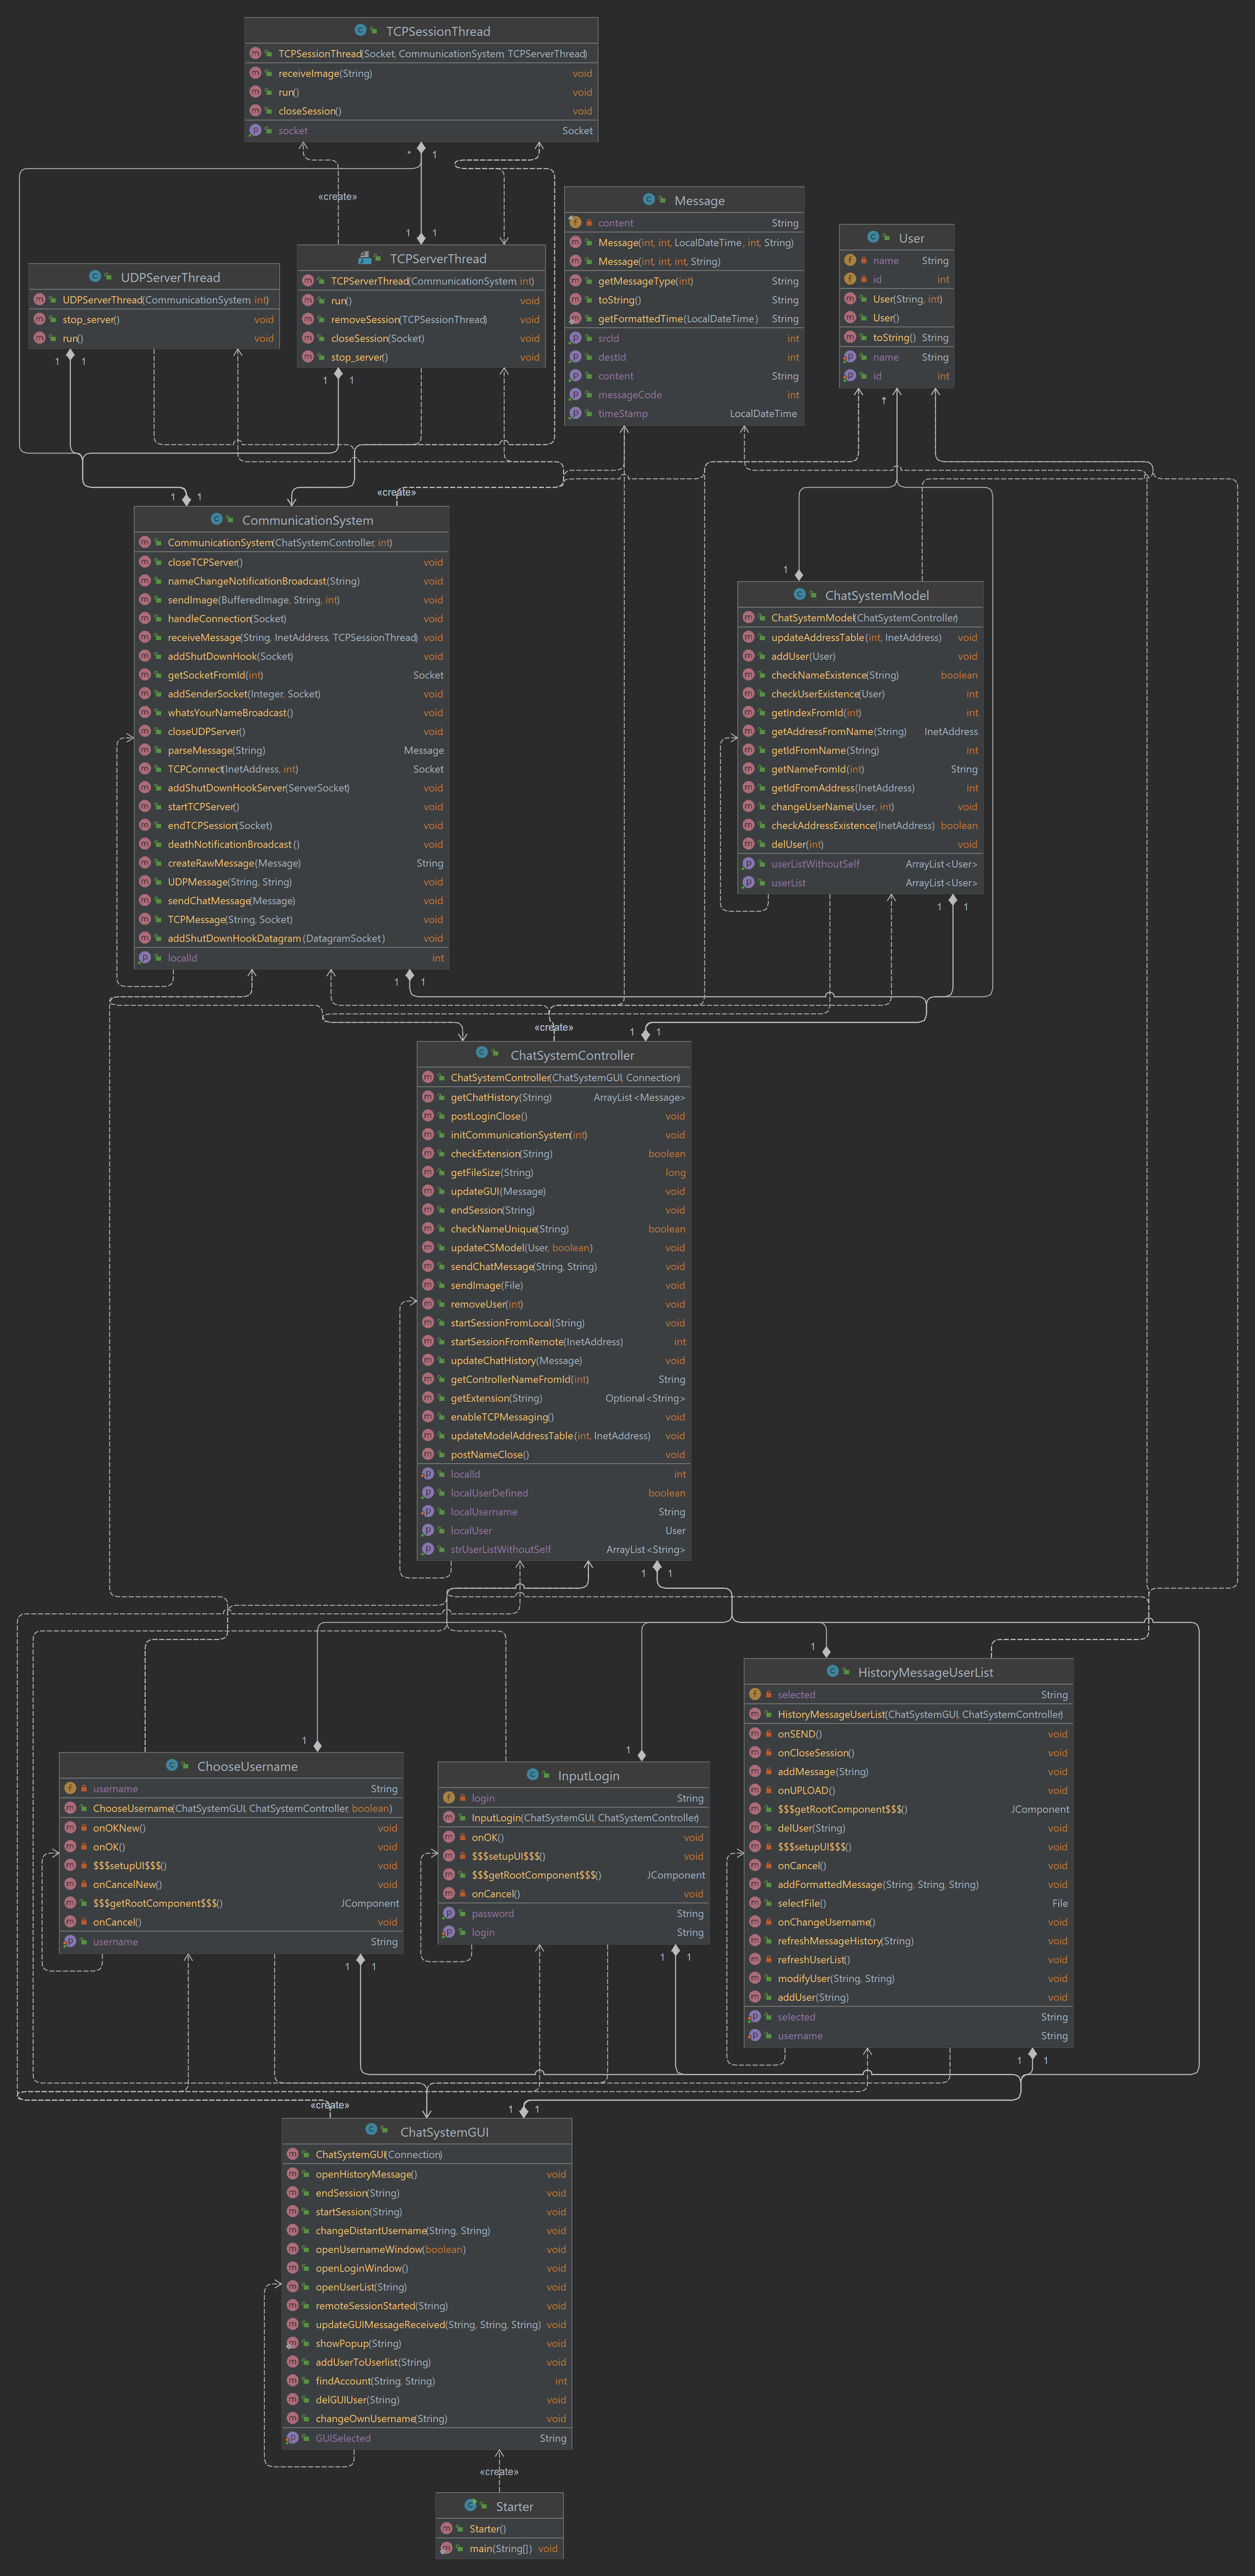 TCPSessionThread
TCPSessionThread(Socket, CommunicationSystem, TCPServerThread)
receiveImage(String) void
run() void
closeSession() void
socket Socket
* 1
«create»
1 1
Message
content String
Message(int, int, LocalDateTime, int, String)
Message(int, int, int, String)
getMessageType(int) String
toString() String
getFormattedTime(LocalDateTime) String
srcId int
destId int
content String
messageCode int
timeStamp LocalDateTime
User
name String
id int
User(String, int)
User()
toString() String
name String
id int
UDPServerThread
UDPServerThread(CommunicationSystem, int)
stop_server() void
run() void
1 1
TCPServerThread
TCPServerThread(CommunicationSystem, int)
run() void
removeSession(TCPSessionThread) void
closeSession(Socket) void
stop_server() void
1 1
*
1 1
«create»
CommunicationSystem
CommunicationSystem(ChatSystemController, int)
closeTCPServer() void
nameChangeNotificationBroadcast(String) void
sendImage(BufferedImage, String, int) void
handleConnection(Socket) void
receiveMessage(String, InetAddress, TCPSessionThread) void
addShutDownHook(Socket) void
getSocketFromId(int) Socket
addSenderSocket(Integer, Socket) void
whatsYourNameBroadcast() void
closeUDPServer() void
parseMessage(String) Message
TCPConnect(InetAddress, int) Socket
addShutDownHookServer(ServerSocket) void
startTCPServer() void
endTCPSession(Socket) void
deathNotificationBroadcast() void
createRawMessage(Message) String
UDPMessage(String, String) void
sendChatMessage(Message) void
TCPMessage(String, Socket) void
addShutDownHookDatagram(DatagramSocket) void
localId int
1 1
1
ChatSystemModel
ChatSystemModel(ChatSystemController)
updateAddressTable(int, InetAddress) void
addUser(User) void
checkNameExistence(String) boolean
checkUserExistence(User) int
getIndexFromId(int) int
getAddressFromName(String) InetAddress
getIdFromName(String) int
getNameFromId(int) String
getIdFromAddress(InetAddress) int
changeUserName(User, int) void
checkAddressExistence(InetAddress) boolean
delUser(int) void
userListWithoutSelf ArrayList<User>
userList ArrayList<User>
1 1
«create»
1 1
ChatSystemController
ChatSystemController(ChatSystemGUI, Connection)
getChatHistory(String) ArrayList<Message>
postLoginClose() void
initCommunicationSystem(int) void
checkExtension(String) boolean
getFileSize(String) long
updateGUI(Message) void
endSession(String) void
checkNameUnique(String) boolean
updateCSModel(User, boolean) void
sendChatMessage(String, String) void
sendImage(File) void
removeUser(int) void
startSessionFromLocal(String) void
startSessionFromRemote(InetAddress) int
updateChatHistory(Message) void
getControllerNameFromId(int) String
getExtension(String) Optional<String>
enableTCPMessaging() void
updateModelAddressTable(int, InetAddress) void
postNameClose() void
localId int
localUserDefined boolean
localUsername String
localUser User
strUserListWithoutSelf ArrayList<String>
1 1
1
HistoryMessageUserList
selected String
HistoryMessageUserList(ChatSystemGUI, ChatSystemController)
onSEND() void
onCloseSession() void
addMessage(String) void
onUPLOAD() void
$$$getRootComponent$$$() JComponent
delUser(String) void
$$$setupUI$$$() void
onCancel() void
addFormattedMessage(String, String, String) void
selectFile() File
onChangeUsername() void
refreshMessageHistory(String) void
refreshUserList() void
modifyUser(String, String) void
addUser(String) void
selected String
username String
1 1
1
ChooseUsername
username String
ChooseUsername(ChatSystemGUI, ChatSystemController, boolean)
onOKNew() void
onOK() void
$$$setupUI$$$() void
onCancelNew() void
$$$getRootComponent$$$() JComponent
onCancel() void
username String
1 1
1
InputLogin
login String
InputLogin(ChatSystemGUI, ChatSystemController)
onOK() void
$$$setupUI$$$() void
$$$getRootComponent$$$() JComponent
onCancel() void
password String
login String
1 1
«create»
1 1
ChatSystemGUI
ChatSystemGUI(Connection)
openHistoryMessage() void
endSession(String) void
startSession(String) void
changeDistantUsername(String, String) void
openUsernameWindow(boolean) void
openLoginWindow() void
openUserList(String) void
remoteSessionStarted(String) void
updateGUIMessageReceived(String, String, String) void
showPopup(String) void
addUserToUserlist(String) void
findAccount(String, String) int
delGUIUser(String) void
changeOwnUsername(String) void
GUISelected String
«create»
Starter
Starter()
main(String[]) void